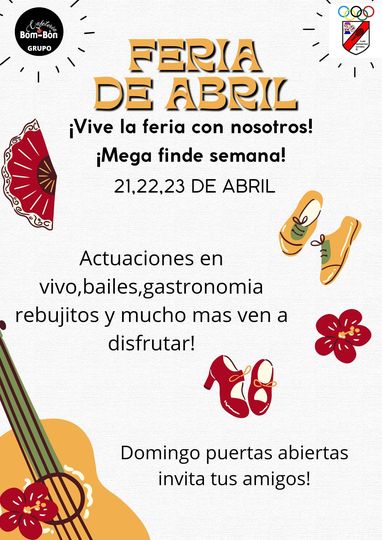 Cafetería
Bom-Bon
GRUPO
FERIA
DE ABRIL
¡Vive la feria con nosotros!
¡Mega finde semana!
21,22,23 DE ABRIL
Actuaciones en
vivo,bailes,gastronomia
rebujitos y mucho mas ven a
disfrutar!
Domingo puertas abiertas
invita tus amigos!